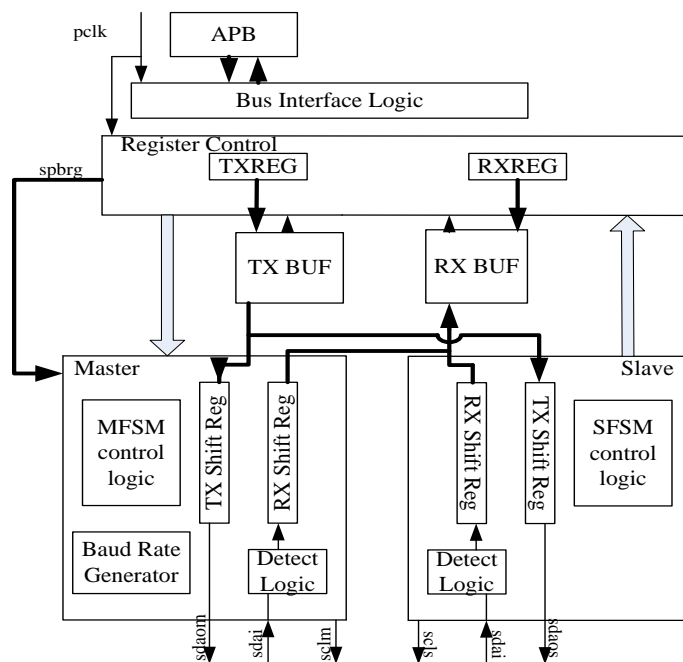 pclk
APB
Bus Interface Logic
Register Control
TXREG
RXREG
spbrg
TX BUF
RX BUF
Master
Slave
MFSM
control
logic
TX Shift Reg
RX Shift Reg
RX Shift Reg
TX Shift Reg
SFSM
control
logic
Baud Rate
Generator
Detect
Logic
Detect
Logic
sdaom
sdai
sclm
scls
sdai
sdaos